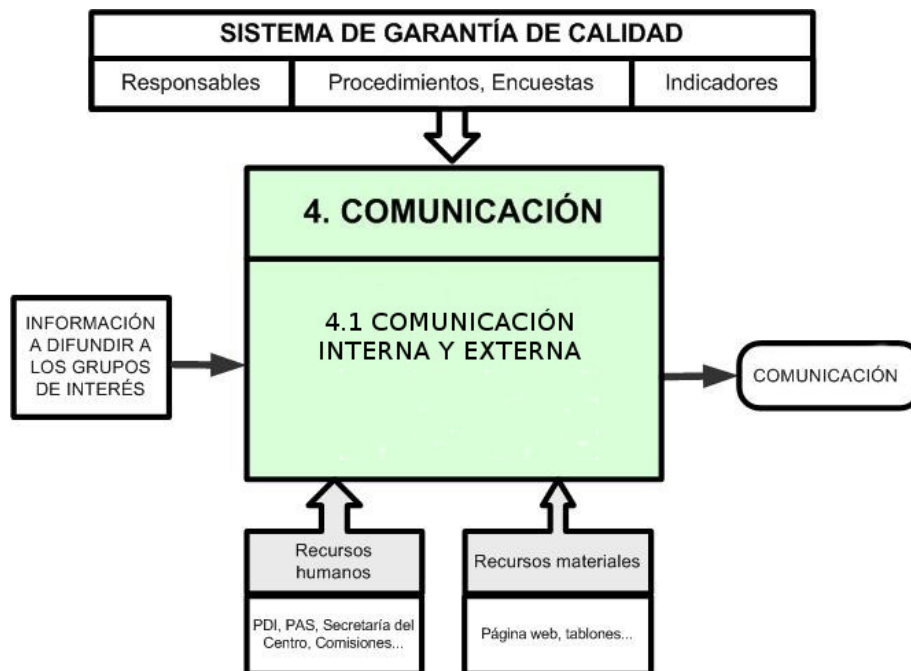 SISTEMA DE GARANTÍA DE CALIDAD
Responsables
Procedimientos, Encuestas
Indicadores
4. COMUNICACIÓN
4.1 COMUNICACIÓN
INTERNA Y EXTERNA
INFORMACIÓN
A DIFUNDIR A
LOS GRUPOS
DE INTERÉS
COMUNICACIÓN
Recursos
humanos
PDI, PAS, Secretaría del
Centro, Comisiones...
Recursos materiales
Página web, tablones...